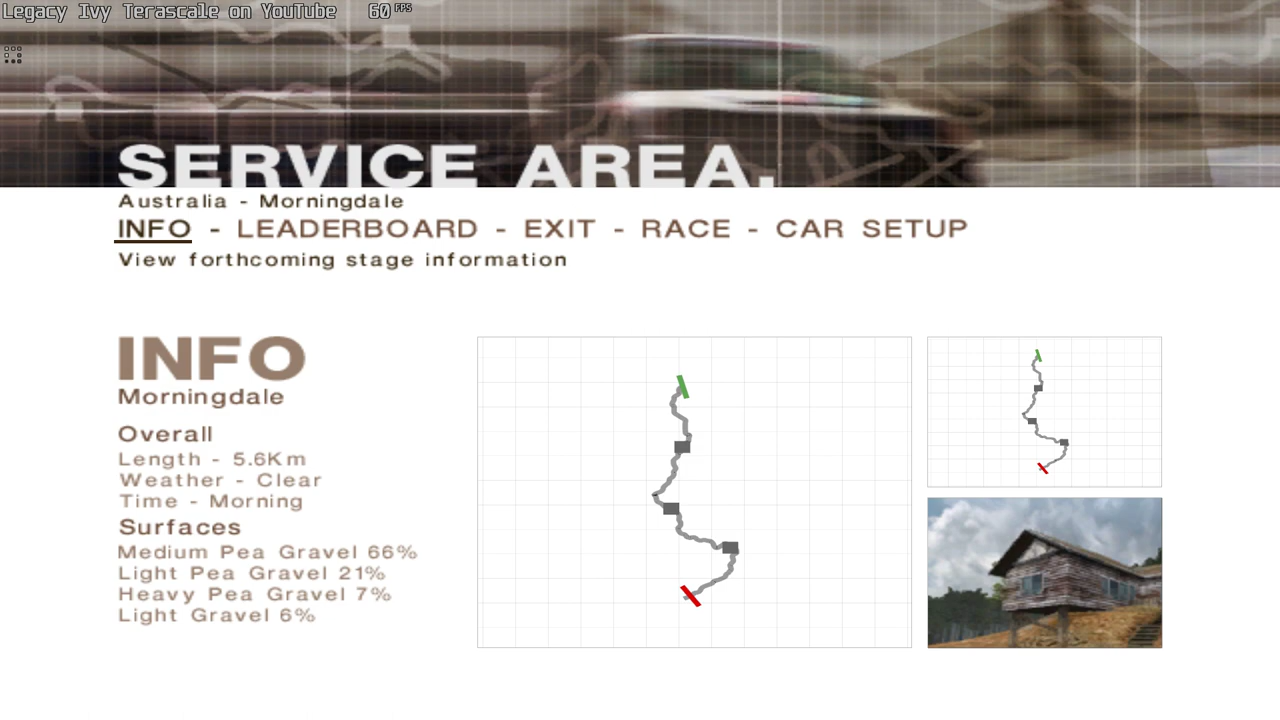 Legacy Ivy Terascale on YouTube 60 FPS
SERVICE AREA.
Australia - Morningdale
INFO - LEADERBOARD - EXIT - RACE - CAR SETUP
View forthcoming stage information
INFO
Morningdale
Overall
Length - 5.6Km
Weather - Clear
Time - Morning
Surfaces
Medium Pea Gravel 66%
Light Pea Gravel 21%
Heavy Pea Gravel 7%
Light Gravel 6%